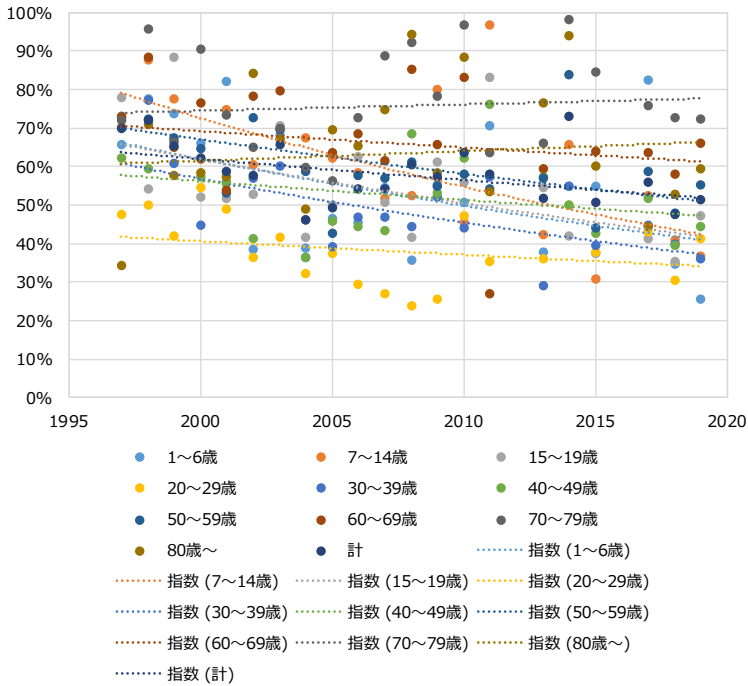 100%
90%
80%
70%
60%
50%
40%
30%
20%
10%
0%
1995 2000 2005 2010 2015 2020
1～6歳 7～14歳 15～19歳
20～29歳 30～39歳 40～49歳
50～59歳 60～69歳 70～79歳
80歳～ 計 指数 (1～6歳)
指数 (7～14歳) 指数 (15～19歳) 指数 (20～29歳)
指数 (30～39歳) 指数 (40～49歳) 指数 (50～59歳)
指数 (60～69歳) 指数 (70～79歳) 指数 (80歳～)
指数 (計)